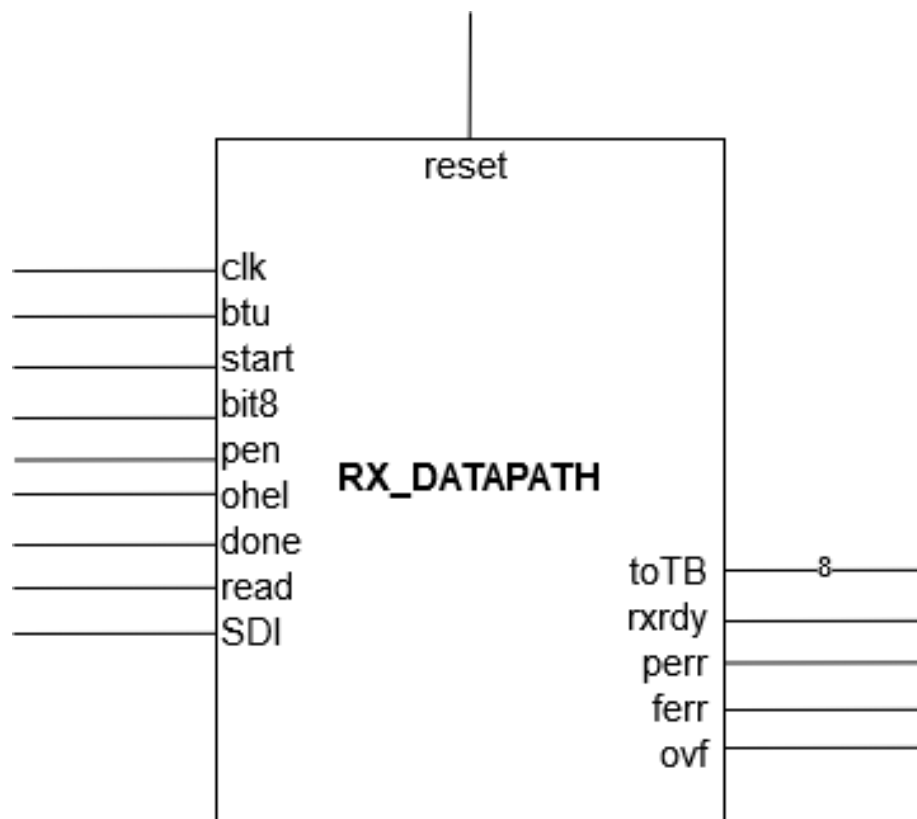 reset
clk
btu
start
bit8
pen
RX_DATAPATH
ohel
done
toTB 8
read
rxrdy
SDI
perr
ferr
ovf